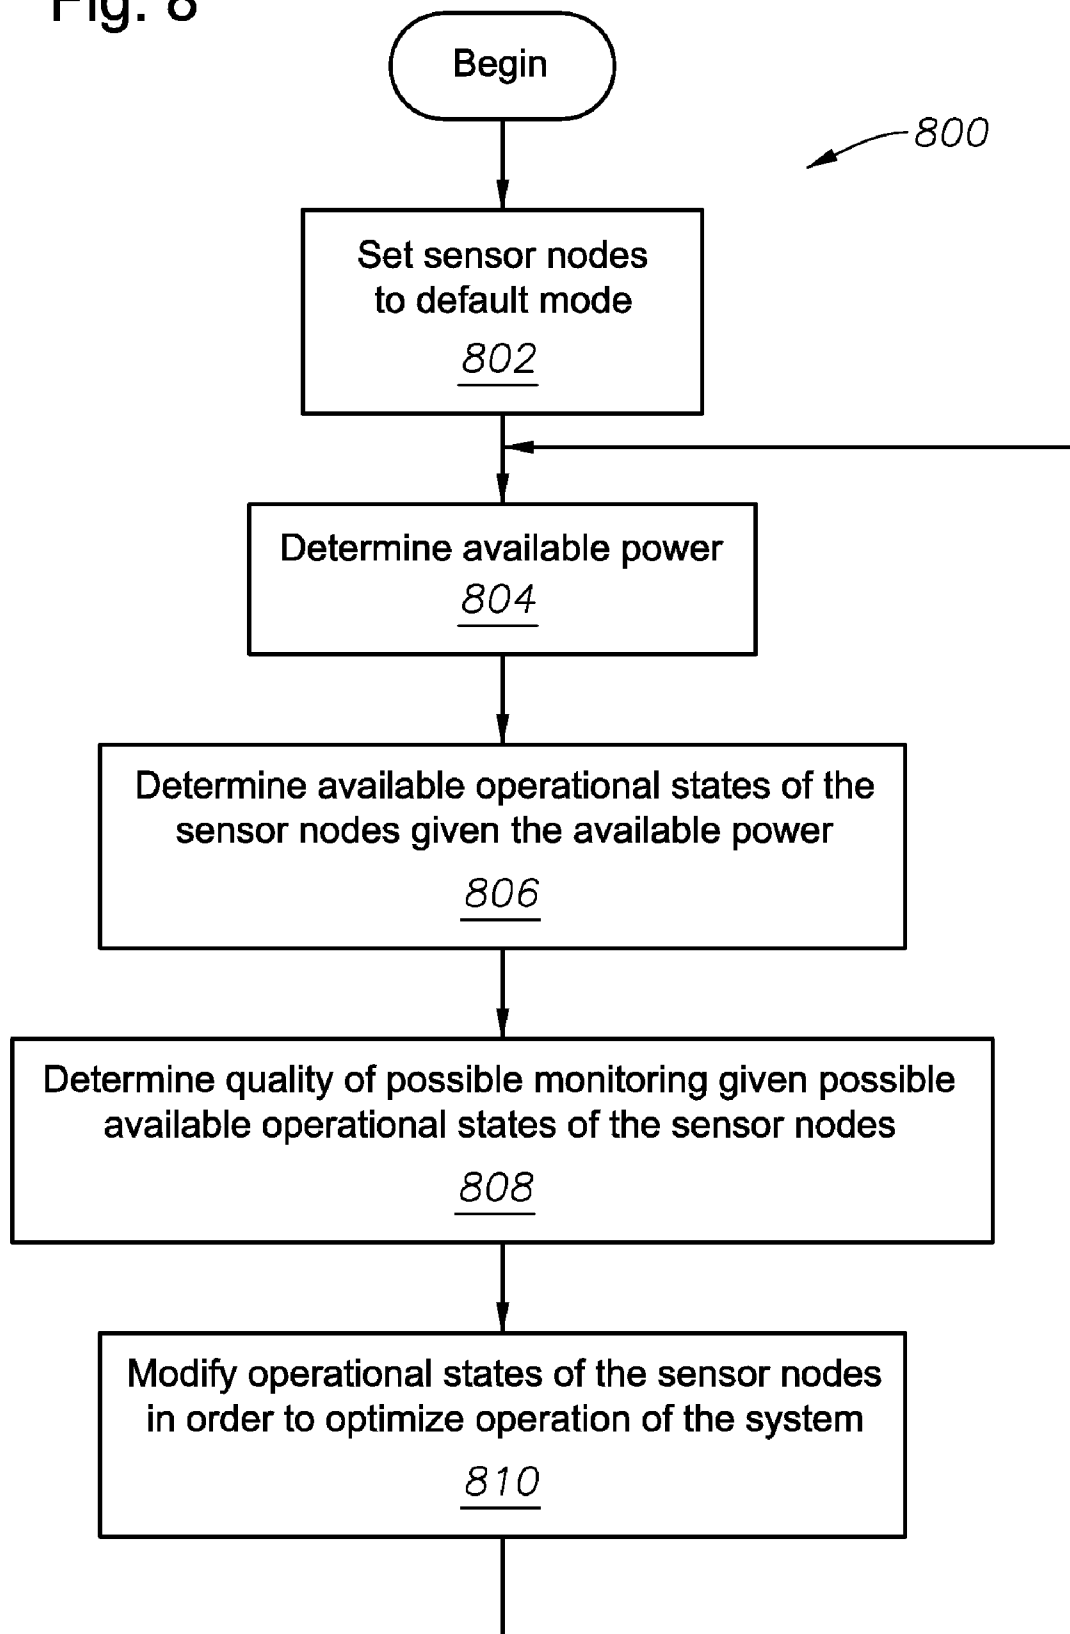 Fig. 8
Begin
800
Set sensor nodes
to default mode
802
Determine available power
804
Determine available operational states of the
sensor nodes given the available power
806
Determine quality of possible monitoring given possible
available operational states of the sensor nodes
808
Modify operational states of the sensor nodes
in order to optimize operation of the system
810